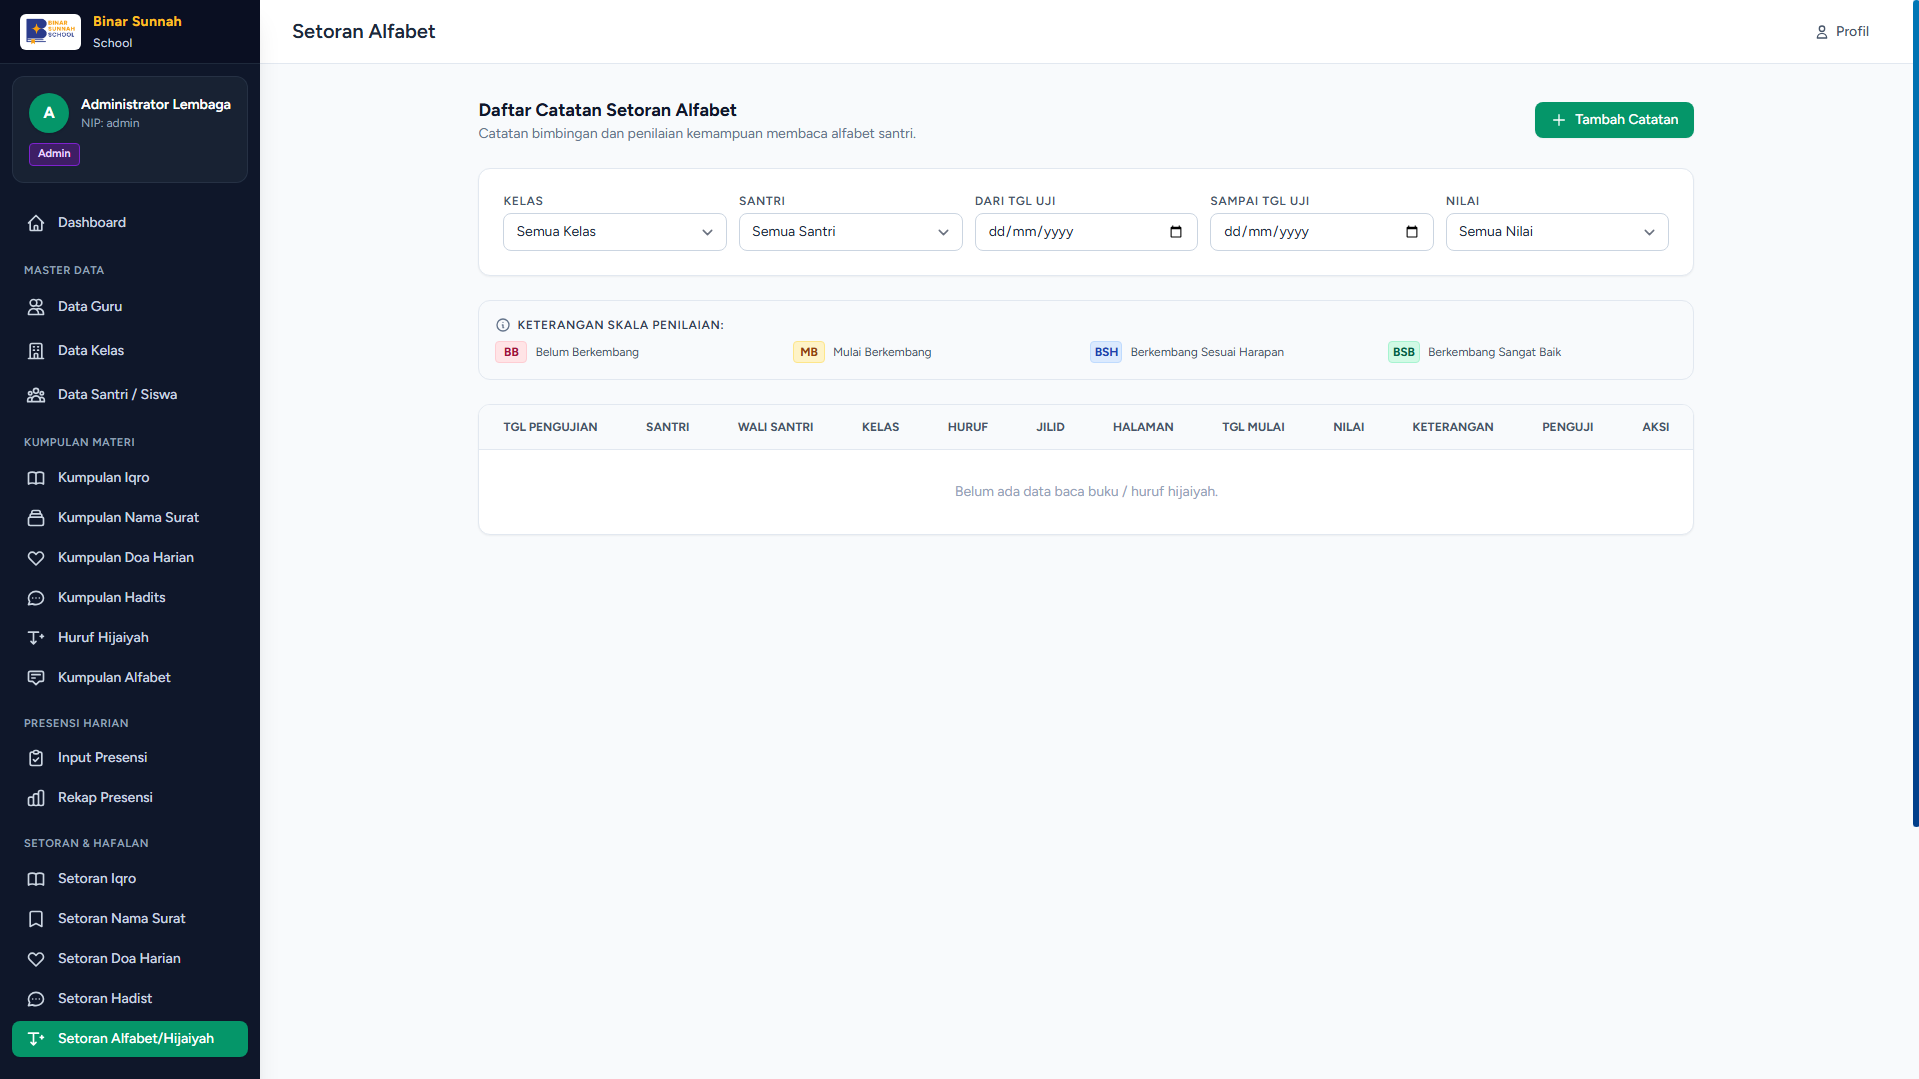 BINAR
SUNNAH
SCHOOL
Binar Sunnah
School
A
Administrator Lembaga
NIP: admin
Admin
Dashboard
MASTER DATA
Data Guru
Data Kelas
Data Santri / Siswa
KUMPULAN MATERI
Kumpulan Iqro
Kumpulan Nama Surat
Kumpulan Doa Harian
Kumpulan Hadits
Huruf Hijaiyah
Kumpulan Alfabet
PRESENSI HARIAN
Input Presensi
Rekap Presensi
SETORAN & HAFALAN
Setoran Iqro
Setoran Nama Surat
Setoran Doa Harian
Setoran Hadist
Setoran Alfabet/Hijaiyah
Setoran Alfabet
Profil
Daftar Catatan Setoran Alfabet
Catatan bimbingan dan penilaian kemampuan membaca alfabet santri.
Tambah Catatan
KELAS SANTRI DARI TGL UJI SAMPAI TGL UJI NILAI
Semua Kelas Semua Santri dd/mm/yyyy dd/mm/yyyy Semua Nilai
KETERANGAN SKALA PENILAIAN:
BB Belum Berkembang MB Mulai Berkembang BSH Berkembang Sesuai Harapan BSB Berkembang Sangat Baik
TGL PENGUJIAN SANTRI WALI SANTRI KELAS HURUF JILID HALAMAN TGL MULAI NILAI KETERANGAN PENGUJI AKSI
Belum ada data baca buku / huruf hijaiyah.